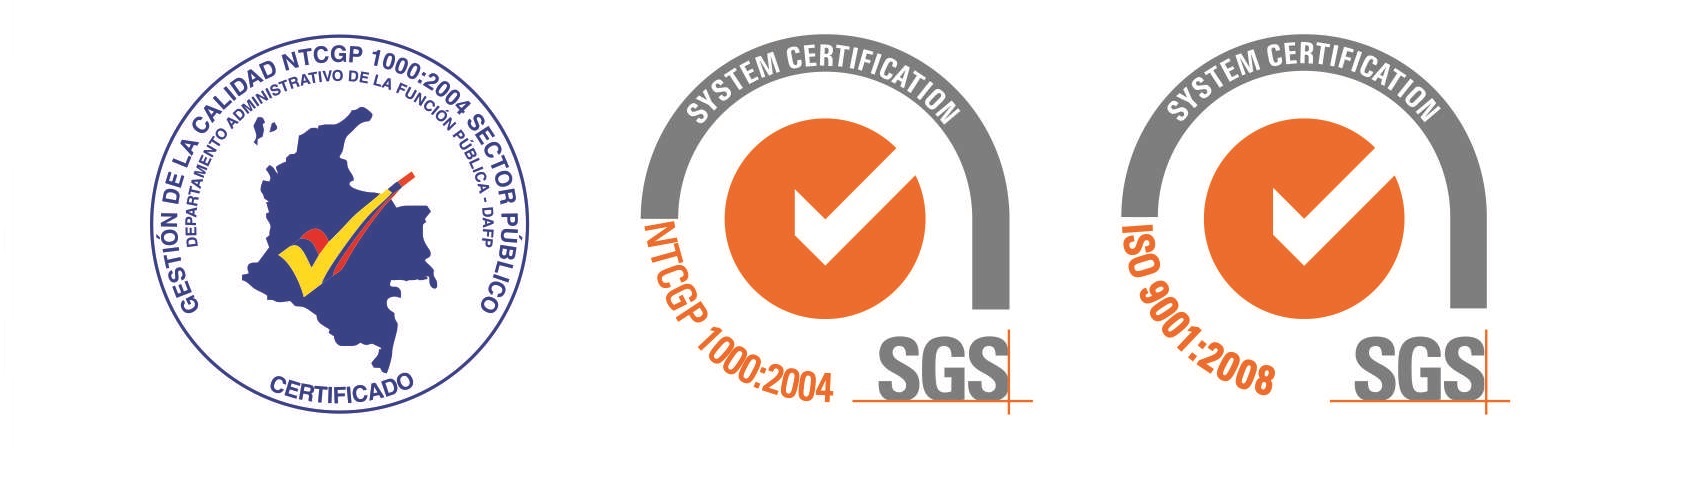 GESTIÓN DE LA CALIDAD NTCGP 1000:2004 SECTOR PÚBLICO
DEPARTAMENTO ADMINISTRATIVO DE LA FUNCIÓN PÚBLICA - DAFP
CERTIFICADO
SYSTEM CERTIFICATION
NTCGP 1000:2004
SGS
SYSTEM CERTIFICATION
ISO 9001:2008
SGS